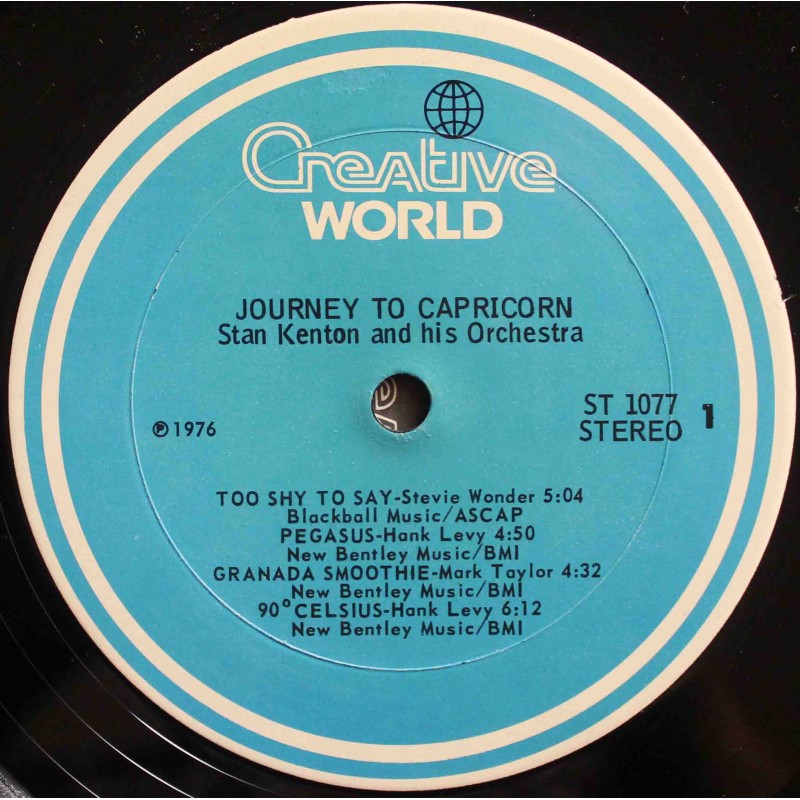 Creative
WORLD
JOURNEY TO CAPRICORN
Stan Kenton and his Orchestra
℗1976
ST 1077
STEREO 1
TOO SHY TO SAY-Stevie Wonder 5:04
Blackball Music/ASCAP
PEGASUS-Hank Levy 4:50
New Bentley Music/BMI
GRANADA SMOOTHIE-Mark Taylor 4:32
New Bentley Music/BMI
90°CELSIUS-Hank Levy 6:12
New Bentley Music/BMI